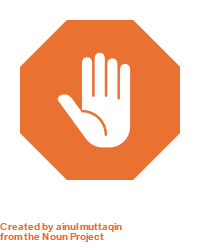 Created by ainul muttaqin
from the Noun Project